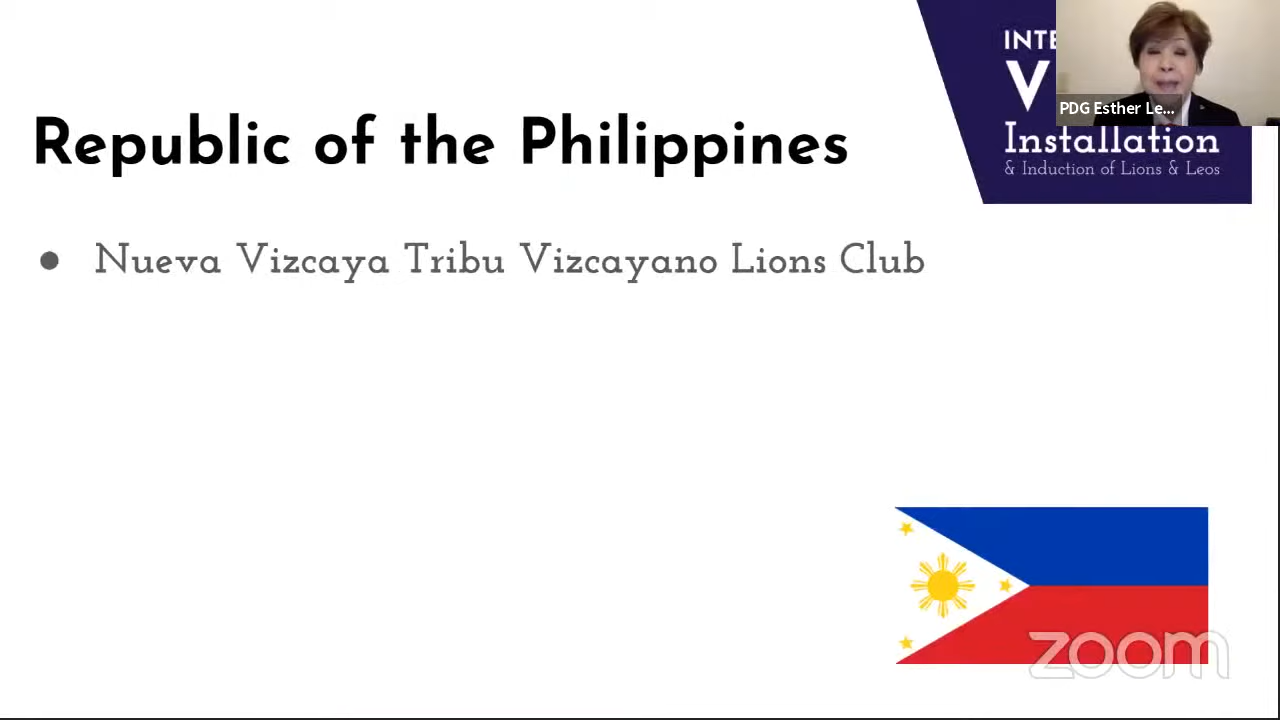 INTE
V
PDG Esther Le...
Installation
& Induction of Lions & Leos
Republic of the Philippines
● Nueva Vizcaya Tribu Vizcayano Lions Club
zoom